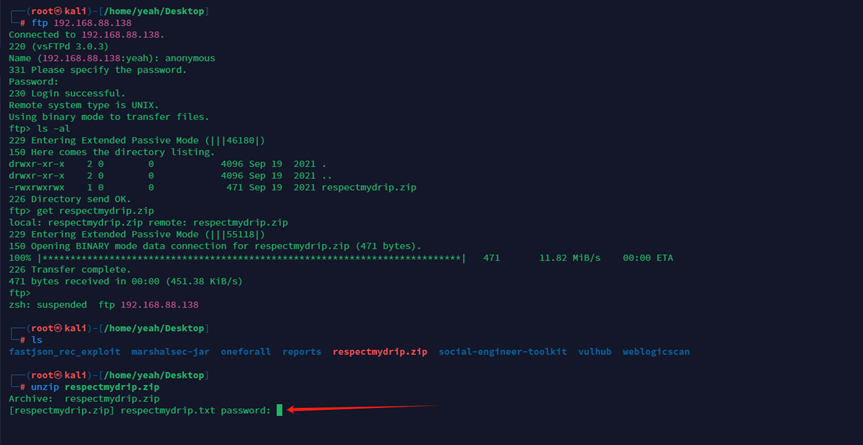 ┌──(root㉿kali)-[/home/yeah/Desktop]
└─# ftp 192.168.88.138
Connected to 192.168.88.138.
220 (vsFTPd 3.0.3)
Name (192.168.88.138:yeah): anonymous
331 Please specify the password.
Password:
230 Login successful.
Remote system type is UNIX.
Using binary mode to transfer files.
ftp> ls -al
229 Entering Extended Passive Mode (|||46180|)
150 Here comes the directory listing.
drwxr-xr-x    2 0        0            4096 Sep 19  2021 .
drwxr-xr-x    2 0        0            4096 Sep 19  2021 ..
-rwxrwxrwx    1 0        0             471 Sep 19  2021 respectmydrip.zip
226 Directory send OK.
ftp> get respectmydrip.zip
local: respectmydrip.zip remote: respectmydrip.zip
229 Entering Extended Passive Mode (|||55118|)
150 Opening BINARY mode data connection for respectmydrip.zip (471 bytes).
100% |***************************************************************************|   471       11.82 MiB/s    00:00 ETA
226 Transfer complete.
471 bytes received in 00:00 (451.38 KiB/s)
ftp>
zsh: suspended  ftp 192.168.88.138
┌──(root㉿kali)-[/home/yeah/Desktop]
└─# ls
fastjson_rec_exploit  marshalsec-jar  oneforall  reports  respectmydrip.zip  social-engineer-toolkit  vulhub  weblogicscan
┌──(root㉿kali)-[/home/yeah/Desktop]
└─# unzip respectmydrip.zip
Archive:  respectmydrip.zip
[respectmydrip.zip] respectmydrip.txt password: